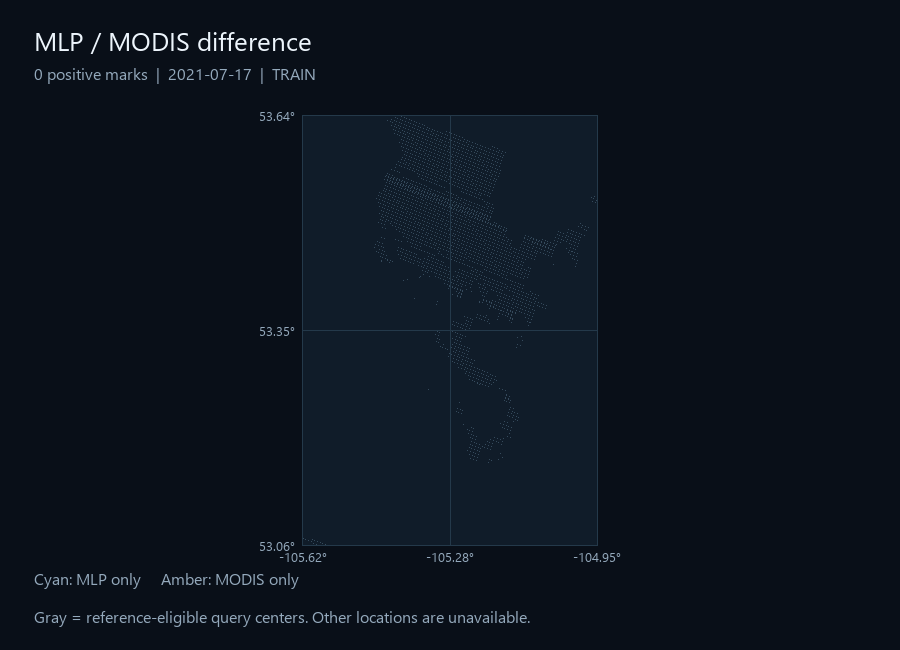 MLP / MODIS difference
0 positive marks | 2021-07-17 | TRAIN
53.64°
53.35°
53.06°
-105.62° -105.28° -104.95°
Cyan: MLP only Amber: MODIS only
Gray = reference-eligible query centers. Other locations are unavailable.